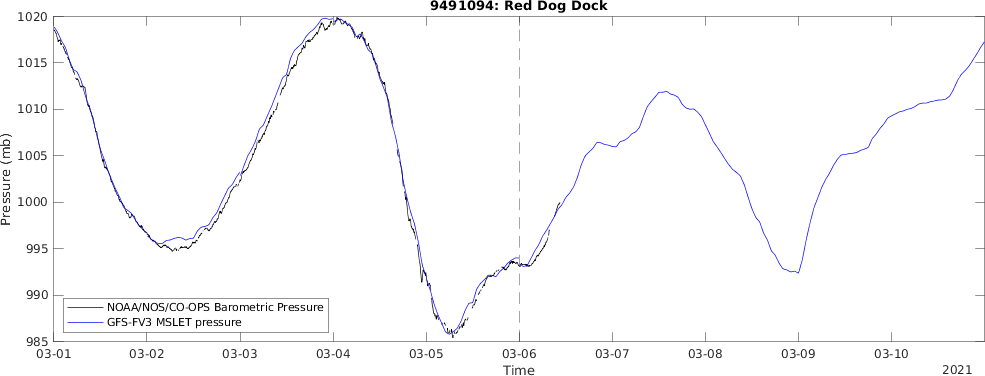 9491094: Red Dog Dock
1020
1015
1010
1005
1000
995
990
985
Pressure (mb)
NOAA/NOS/CO-OPS Barometric Pressure
GFS-FV3 MSLET pressure
03-01 03-02 03-03 03-04 03-05 03-06 03-07 03-08 03-09 03-10
Time
2021